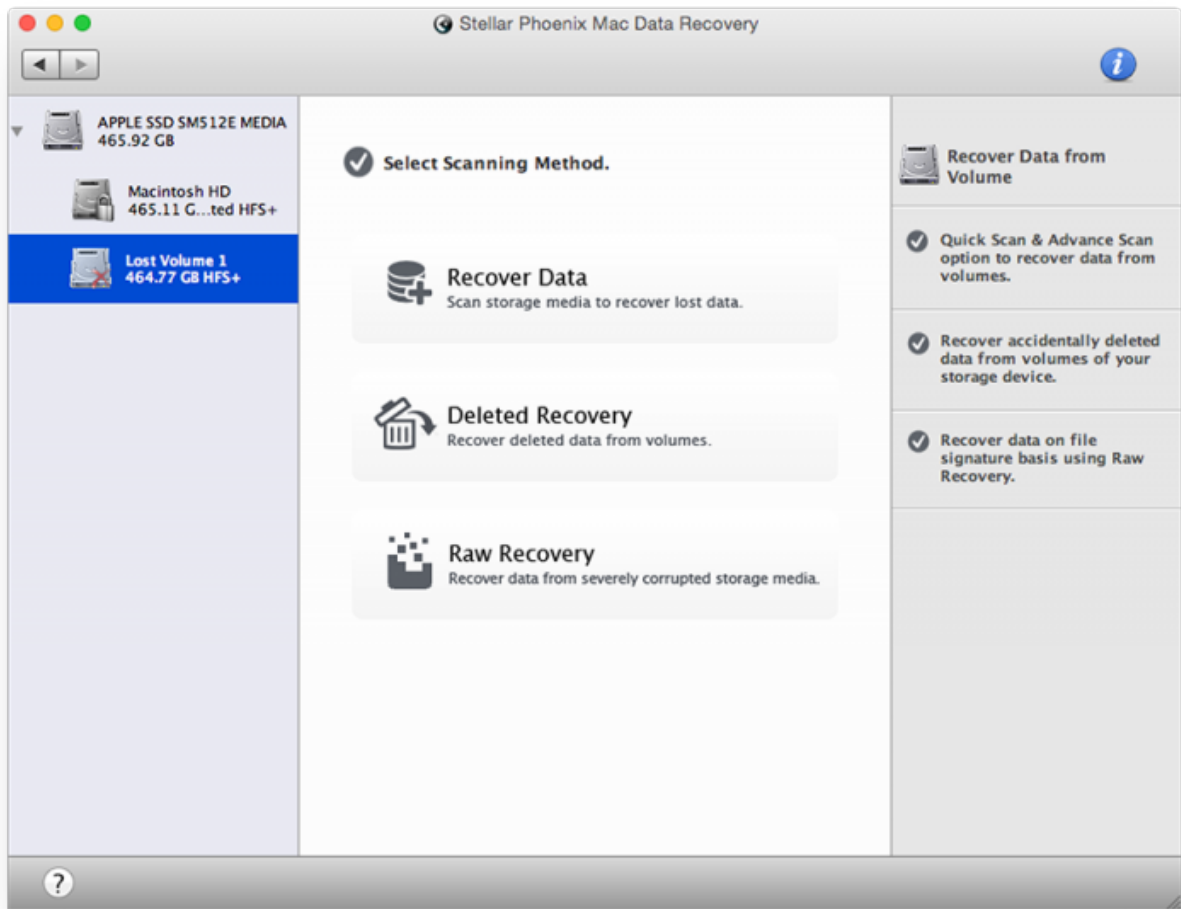 Stellar Phoenix Mac Data Recovery
i
APPLE SSD SM512E MEDIA
465.92 GB
Macintosh HD
465.11 G...ted HFS+
Lost Volume 1
464.77 GB HFS+
Select Scanning Method.
Recover Data
Scan storage media to recover lost data.
Deleted Recovery
Recover deleted data from volumes.
Raw Recovery
Recover data from severely corrupted storage media.
Recover Data from
Volume
Quick Scan & Advance Scan
option to recover data from
volumes.
Recover accidentally deleted
data from volumes of your
storage device.
Recover data on file
signature basis using Raw
Recovery.
?